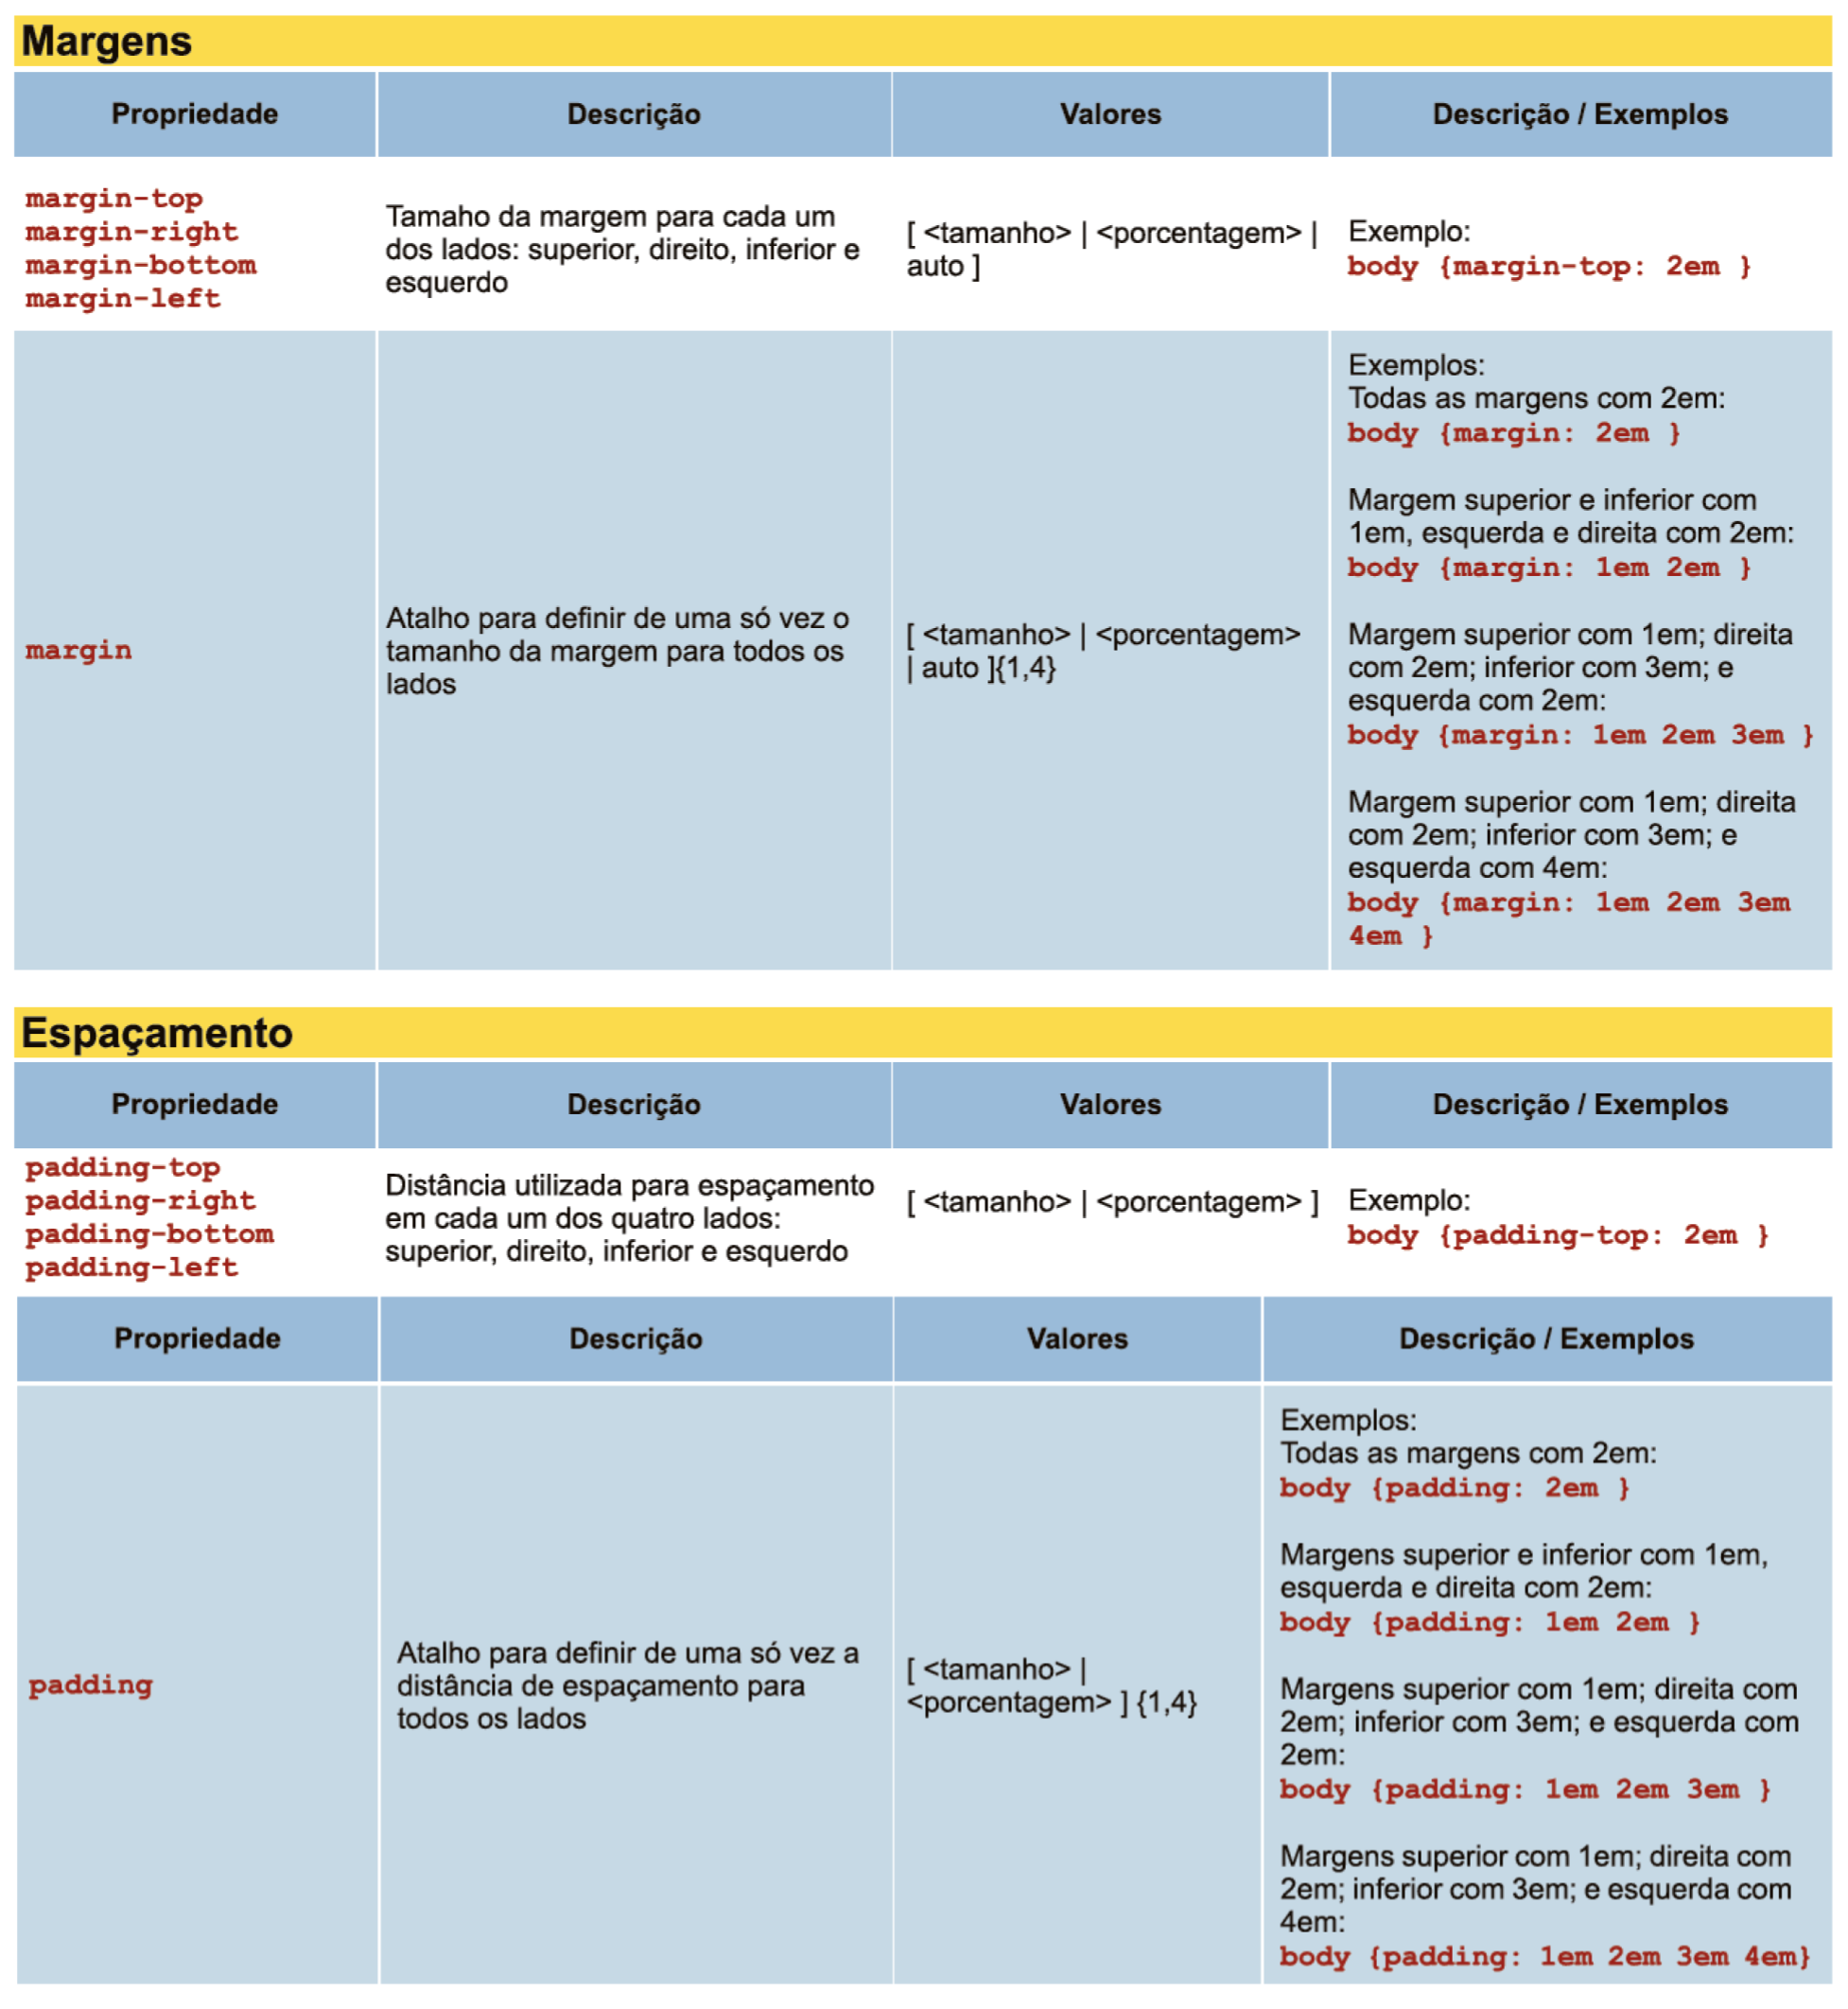 Margens
Propriedade
Descrição
Valores
Descrição / Exemplos
margin-top
margin-right
margin-bottom
margin-left
Tamaho da margem para cada um
dos lados: superior, direito, inferior e
esquerdo
[ <tamanho> | <porcentagem> |
auto ]
Exemplo:
body {margin-top: 2em }
margin
Atalho para definir de uma só vez o
tamanho da margem para todos os
lados
[ <tamanho> | <porcentagem>
| auto ]{1,4}
Exemplos:
Todas as margens com 2em:
body {margin: 2em }
Margem superior e inferior com
1em, esquerda e direita com 2em:
body {margin: 1em 2em }
Margem superior com 1em; direita
com 2em; inferior com 3em; e
esquerda com 2em:
body {margin: 1em 2em 3em }
Margem superior com 1em; direita
com 2em; inferior com 3em; e
esquerda com 4em:
body {margin: 1em 2em 3em
4em }
Espaçamento
Propriedade
Descrição
Valores
Descrição / Exemplos
padding-top
padding-right
padding-bottom
padding-left
Distância utilizada para espaçamento
em cada um dos quatro lados:
superior, direito, inferior e esquerdo
[ <tamanho> | <porcentagem> ]
Exemplo:
body {padding-top: 2em }
Propriedade
Descrição
Valores
Descrição / Exemplos
padding
Atalho para definir de uma só vez a
distância de espaçamento para
todos os lados
[ <tamanho> |
<porcentagem> ] {1,4}
Exemplos:
Todas as margens com 2em:
body {padding: 2em }
Margens superior e inferior com 1em,
esquerda e direita com 2em:
body {padding: 1em 2em }
Margens superior com 1em; direita com
2em; inferior com 3em; e esquerda com
2em:
body {padding: 1em 2em 3em }
Margens superior com 1em; direita com
2em; inferior com 3em; e esquerda com
4em:
body {padding: 1em 2em 3em 4em}